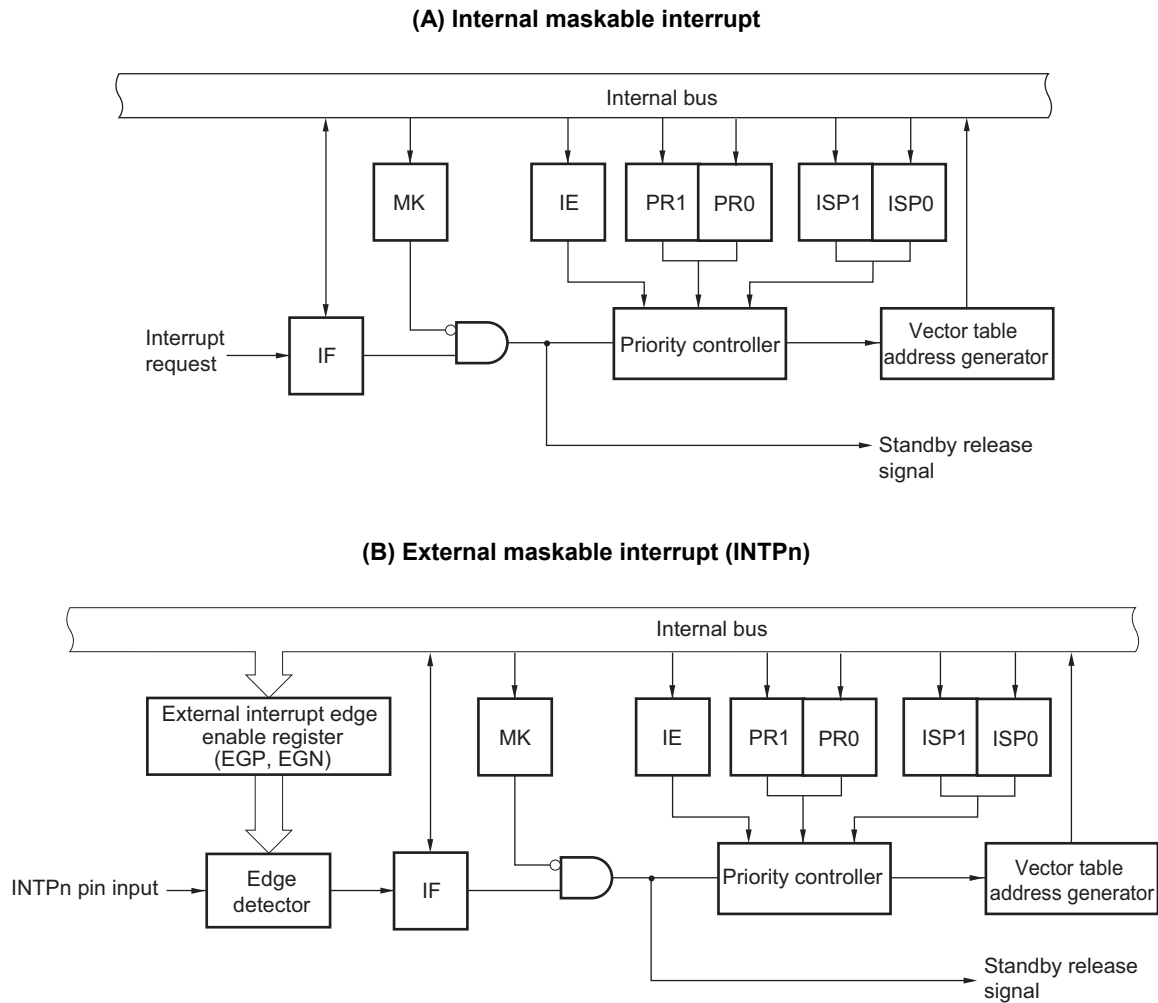 (A) Internal maskable interrupt
Internal bus
MK
IE
PR1
PR0
ISP1
ISP0
Interrupt
request
IF
Priority controller
Vector table
address generator
Standby release
signal
(B) External maskable interrupt (INTPn)
Internal bus
External interrupt edge
enable register
(EGP, EGN)
MK
IE
PR1
PR0
ISP1
ISP0
INTPn pin input
Edge
detector
IF
Priority controller
Vector table
address generator
Standby release
signal